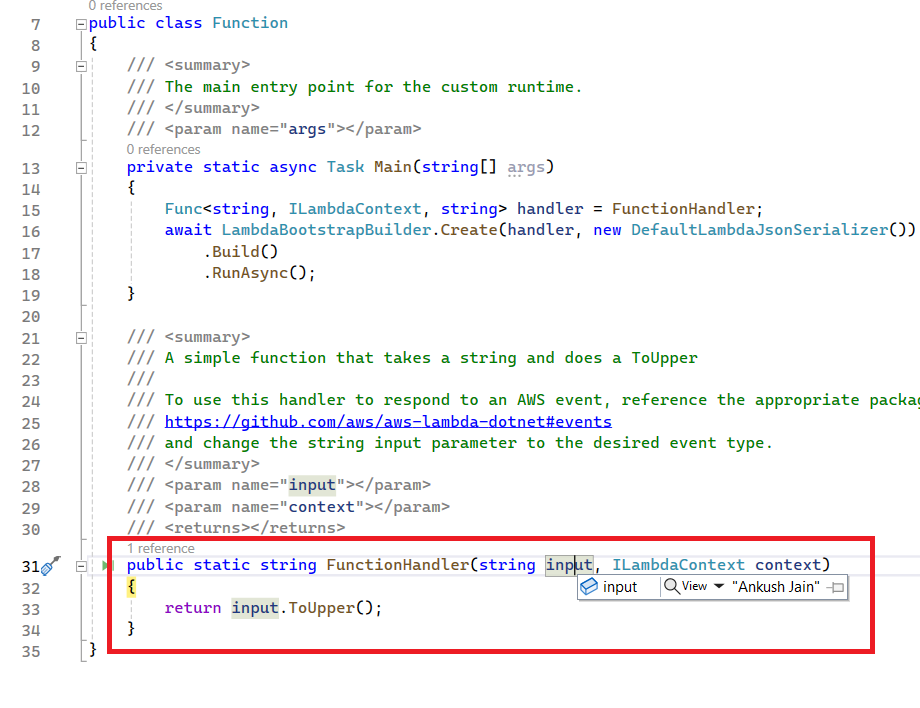 0 references
7 public class Function
8 {
9 /// <summary>
10 /// The main entry point for the custom runtime.
11 /// </summary>
12 /// <param name="args"></param>
0 references
13 private static async Task Main(string[] args)
14 {
15 Func<string, ILambdaContext, string> handler = FunctionHandler;
16 await LambdaBootstrapBuilder.Create(handler, new DefaultLambdaJsonSerializer())
17 .Build()
18 .RunAsync();
19 }
20
21 /// <summary>
22 /// A simple function that takes a string and does a ToUpper
23 ///
24 /// To use this handler to respond to an AWS event, reference the appropriate packag
25 /// https://github.com/aws/aws-lambda-dotnet#events
26 /// and change the string input parameter to the desired event type.
27 /// </summary>
28 /// <param name="input"></param>
29 /// <param name="context"></param>
30 /// <returns></returns>
1 reference
31 public static string FunctionHandler(string input, ILambdaContext context)
32 {
input View "Ankush Jain"
33 return input.ToUpper();
34 }
35 }